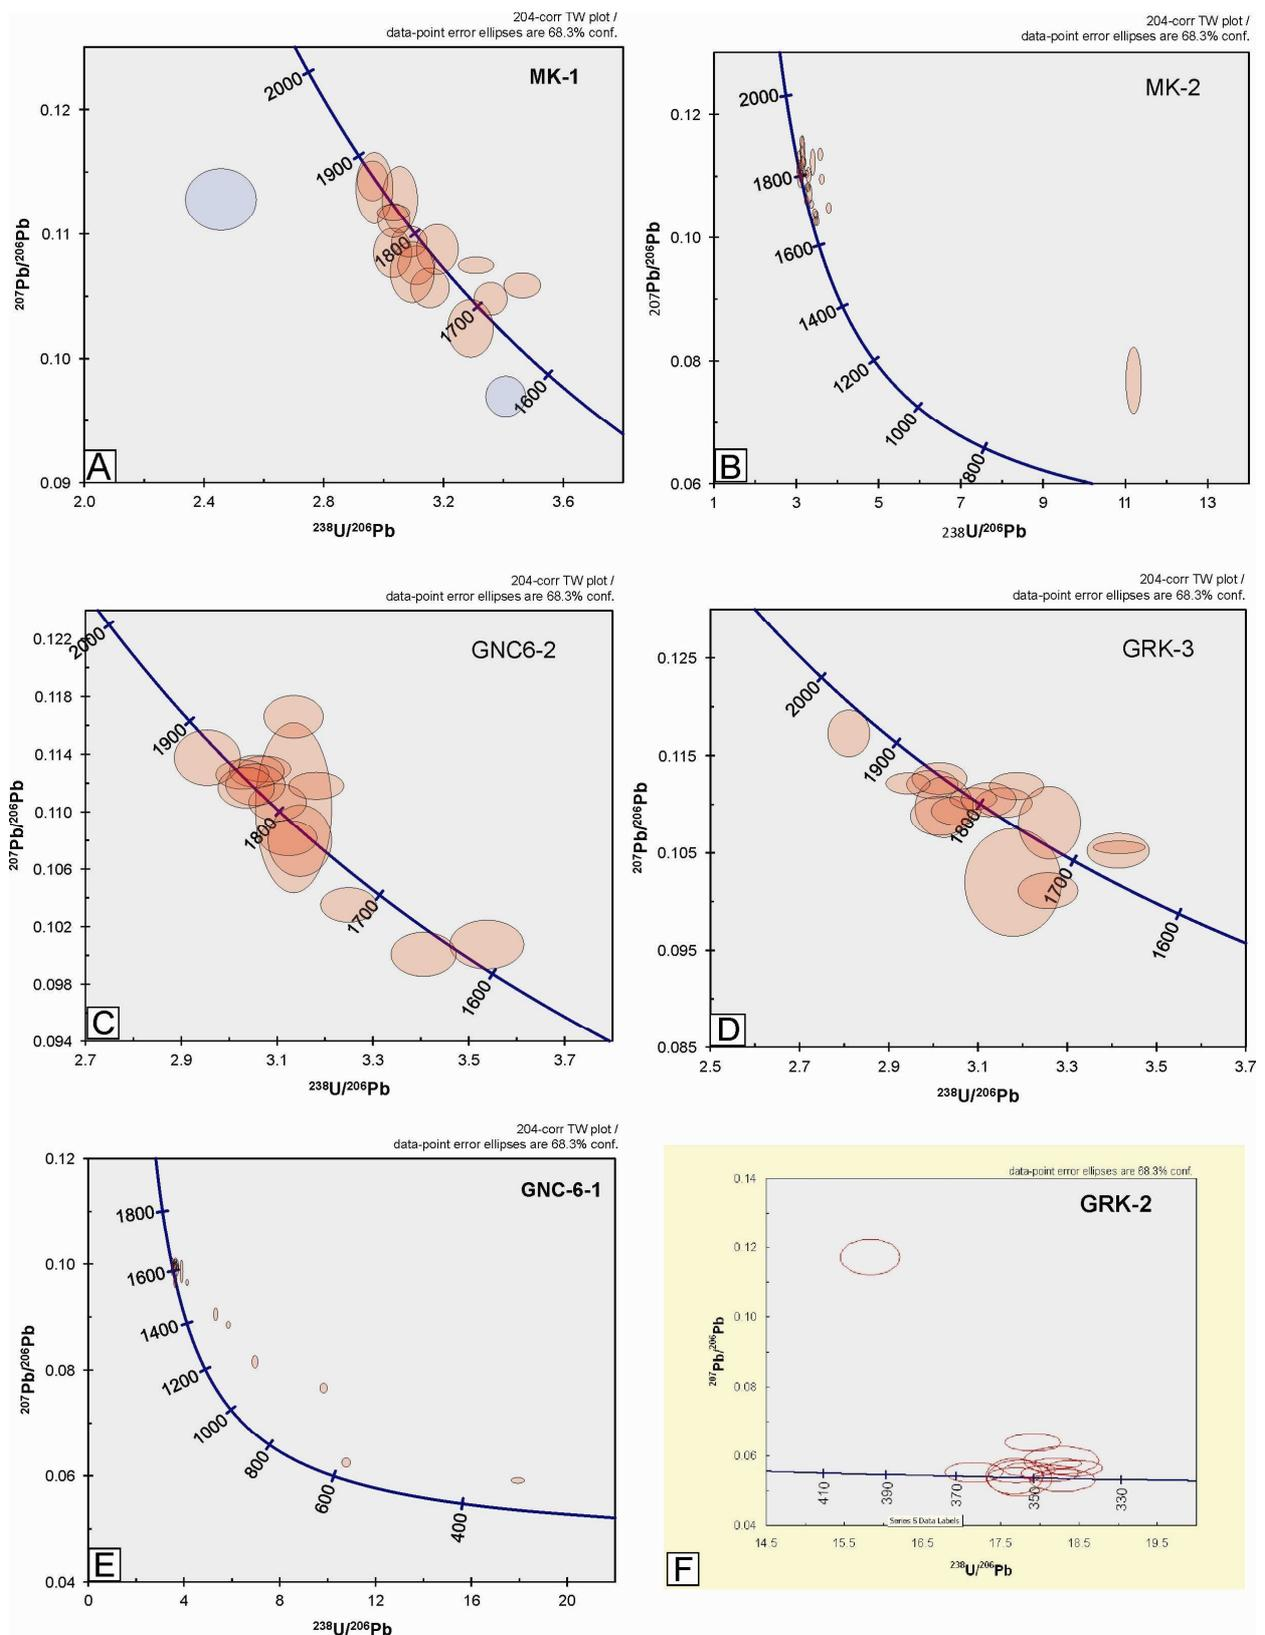 204-corr TW plot /
data-point error ellipses are 68.3% conf.
MK-1
2000
1900
1800
1700
1600
0.12
0.11
0.10
0.09
207Pb/206Pb
A
2.0 2.4 2.8 3.2 3.6
238U/206Pb
204-corr TW plot /
data-point error ellipses are 68.3% conf.
MK-2
2000
1800
1600
1400
1200
1000
800
0.12
0.10
0.08
0.06
207Pb/206Pb
B
1 3 5 7 9 11 13
238U/206Pb
204-corr TW plot /
data-point error ellipses are 68.3% conf.
GNC6-2
2000
1900
1800
1700
1600
0.122
0.118
0.114
0.110
0.106
0.102
0.098
0.094
207Pb/206Pb
C
2.7 2.9 3.1 3.3 3.5 3.7
238U/206Pb
204-corr TW plot /
data-point error ellipses are 68.3% conf.
GRK-3
2000
1900
1800
1700
1600
0.125
0.115
0.105
0.095
0.085
207Pb/206Pb
D
2.5 2.7 2.9 3.1 3.3 3.5 3.7
238U/206Pb
204-corr TW plot /
data-point error ellipses are 68.3% conf.
GNC-6-1
1800
1600
1400
1200
1000
800
600
400
0.12
0.10
0.08
0.06
0.04
207Pb/206Pb
E
0 4 8 12 16 20
238U/206Pb
data-point error ellipses are 68.3% conf.
GRK-2
0.14
0.12
0.10
0.08
0.06
0.04
207Pb/206Pb
410 390 370 350 330
Series 5 Data Labels
14.5 15.5 16.5 17.5 18.5 19.5
238U/206Pb
F